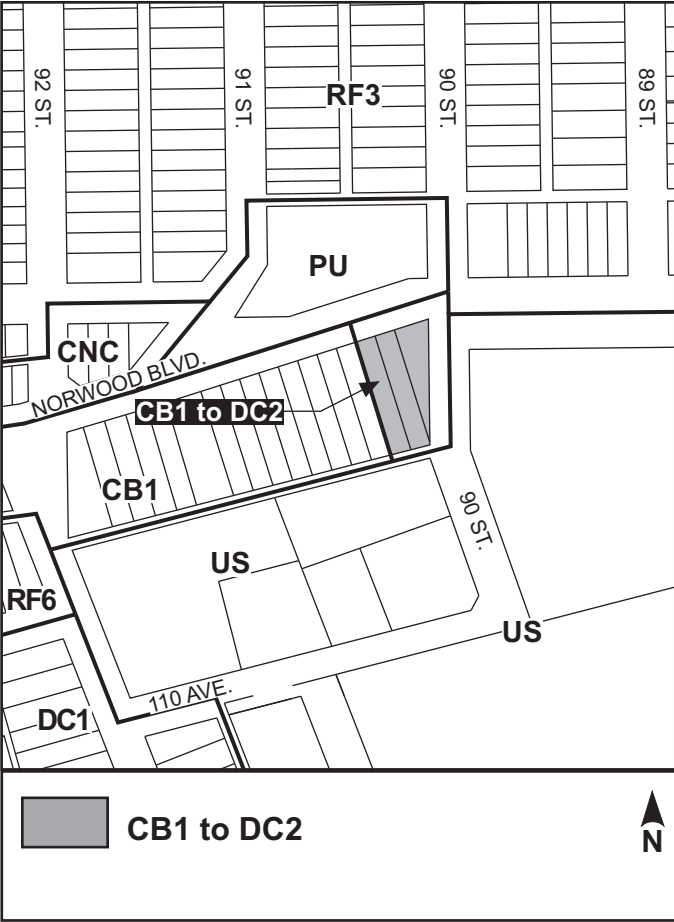 92 ST.
91 ST.
RF3
90 ST.
89 ST.
PU
CNC
NORWOOD BLVD.
CB1 to DC2
CB1
90 ST.
US
RF6
US
110 AVE.
DC1
CB1 to DC2
N